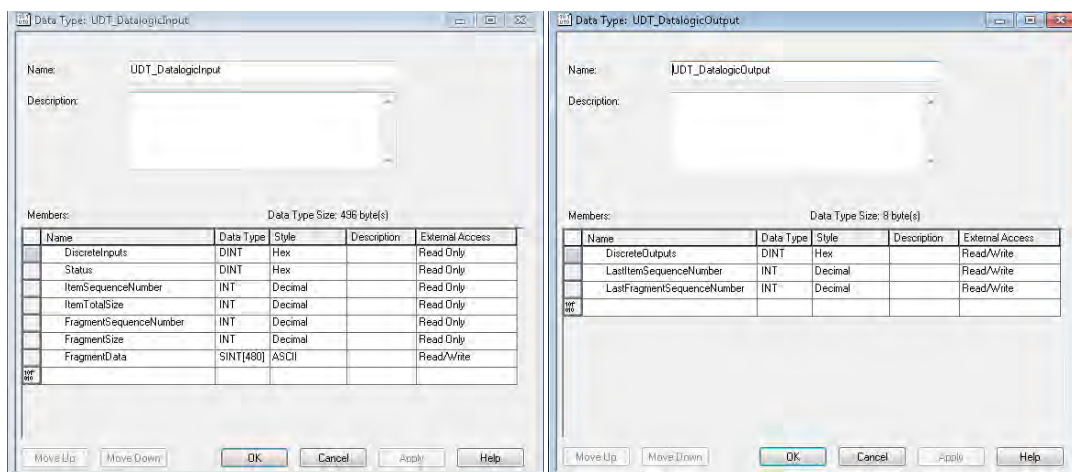 Data Type: UDT_DatalogicInput
Name: UDT_DatalogicInput
Description:
Members: Data Type Size: 496 byte(s)
Name Data Type Style Description External Access
DiscreteInputs DINT Hex Read Only
Status DINT Hex Read Only
ItemSequenceNumber INT Decimal Read Only
ItemTotalSize INT Decimal Read Only
FragmentSequenceNumber INT Decimal Read Only
FragmentSize INT Decimal Read Only
FragmentData SINT[480] ASCII Read/Write
Move Up Move Down OK Cancel Apply Help
Data Type: UDT_DatalogicOutput
Name: UDT_DatalogicOutput
Description:
Members: Data Type Size: 8 byte(s)
Name Data Type Style Description External Access
DiscreteOutputs DINT Hex Read/Write
LastItemSequenceNumber INT Decimal Read/Write
LastFragmentSequenceNumber INT Decimal Read/Write
Move Up Move Down OK Cancel Apply Help